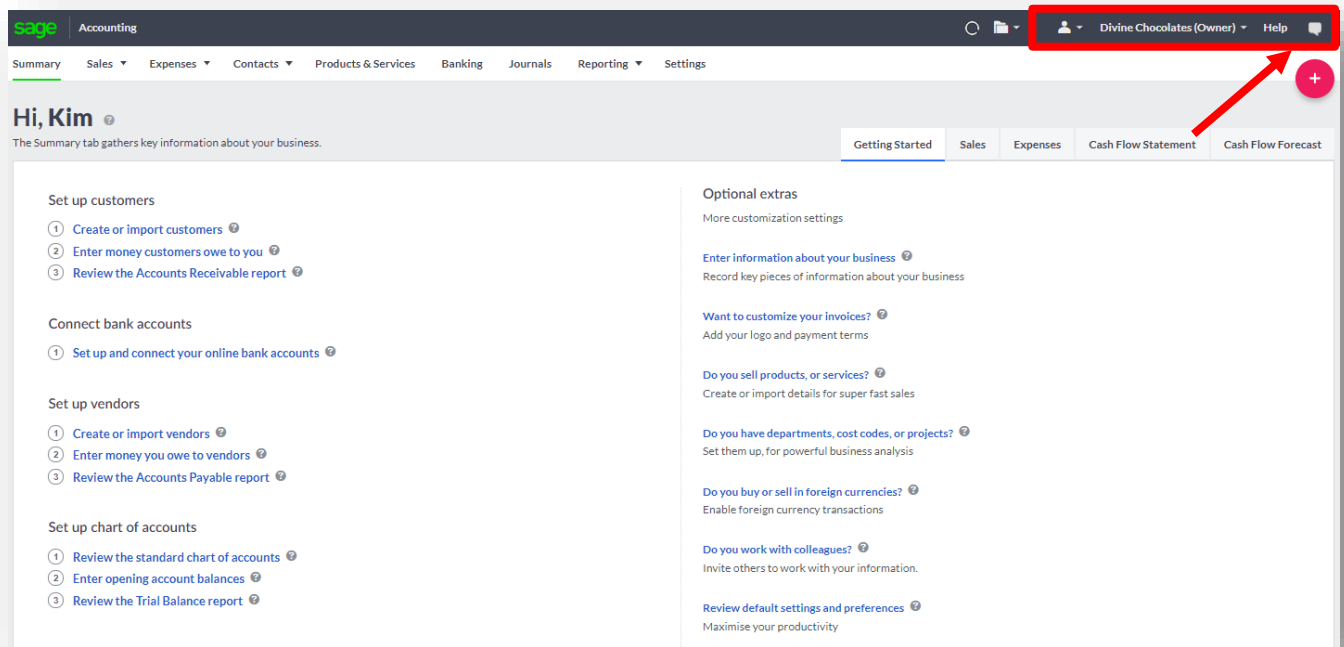 sage Accounting Divine Chocolates (Owner) Help
Summary Sales Expenses Contacts Products & Services Banking Journals Reporting Settings
+
Hi, Kim ?
The Summary tab gathers key information about your business.
Getting Started Sales Expenses Cash Flow Statement Cash Flow Forecast
Set up customers
1 Create or import customers ?
2 Enter money customers owe to you ?
3 Review the Accounts Receivable report ?
Connect bank accounts
1 Set up and connect your online bank accounts ?
Set up vendors
1 Create or import vendors ?
2 Enter money you owe to vendors ?
3 Review the Accounts Payable report ?
Set up chart of accounts
1 Review the standard chart of accounts ?
2 Enter opening account balances ?
3 Review the Trial Balance report ?
Optional extras
More customization settings
Enter information about your business ?
Record key pieces of information about your business
Want to customize your invoices? ?
Add your logo and payment terms
Do you sell products, or services? ?
Create or import details for super fast sales
Do you have departments, cost codes, or projects? ?
Set them up, for powerful business analysis
Do you buy or sell in foreign currencies? ?
Enable foreign currency transactions
Do you work with colleagues? ?
Invite others to work with your information.
Review default settings and preferences ?
Maximise your productivity